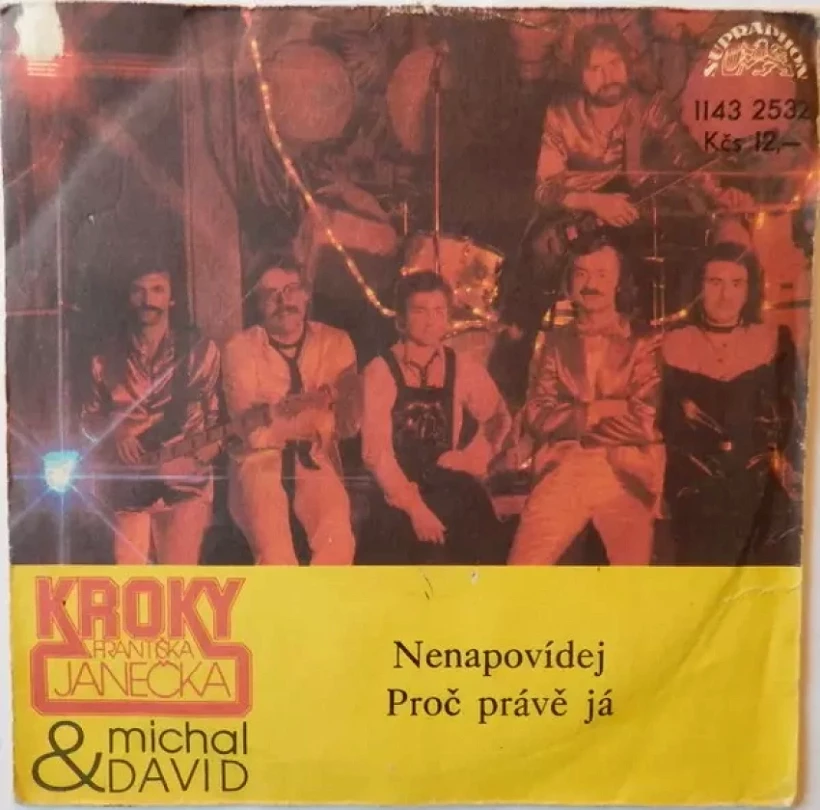 SUPRAPHON
1143 2532
Kčs 12,—
KROKY
FRANTIŠKA
JANEČKA
& michal
DAVID
Nenapovídej
Proč právě já